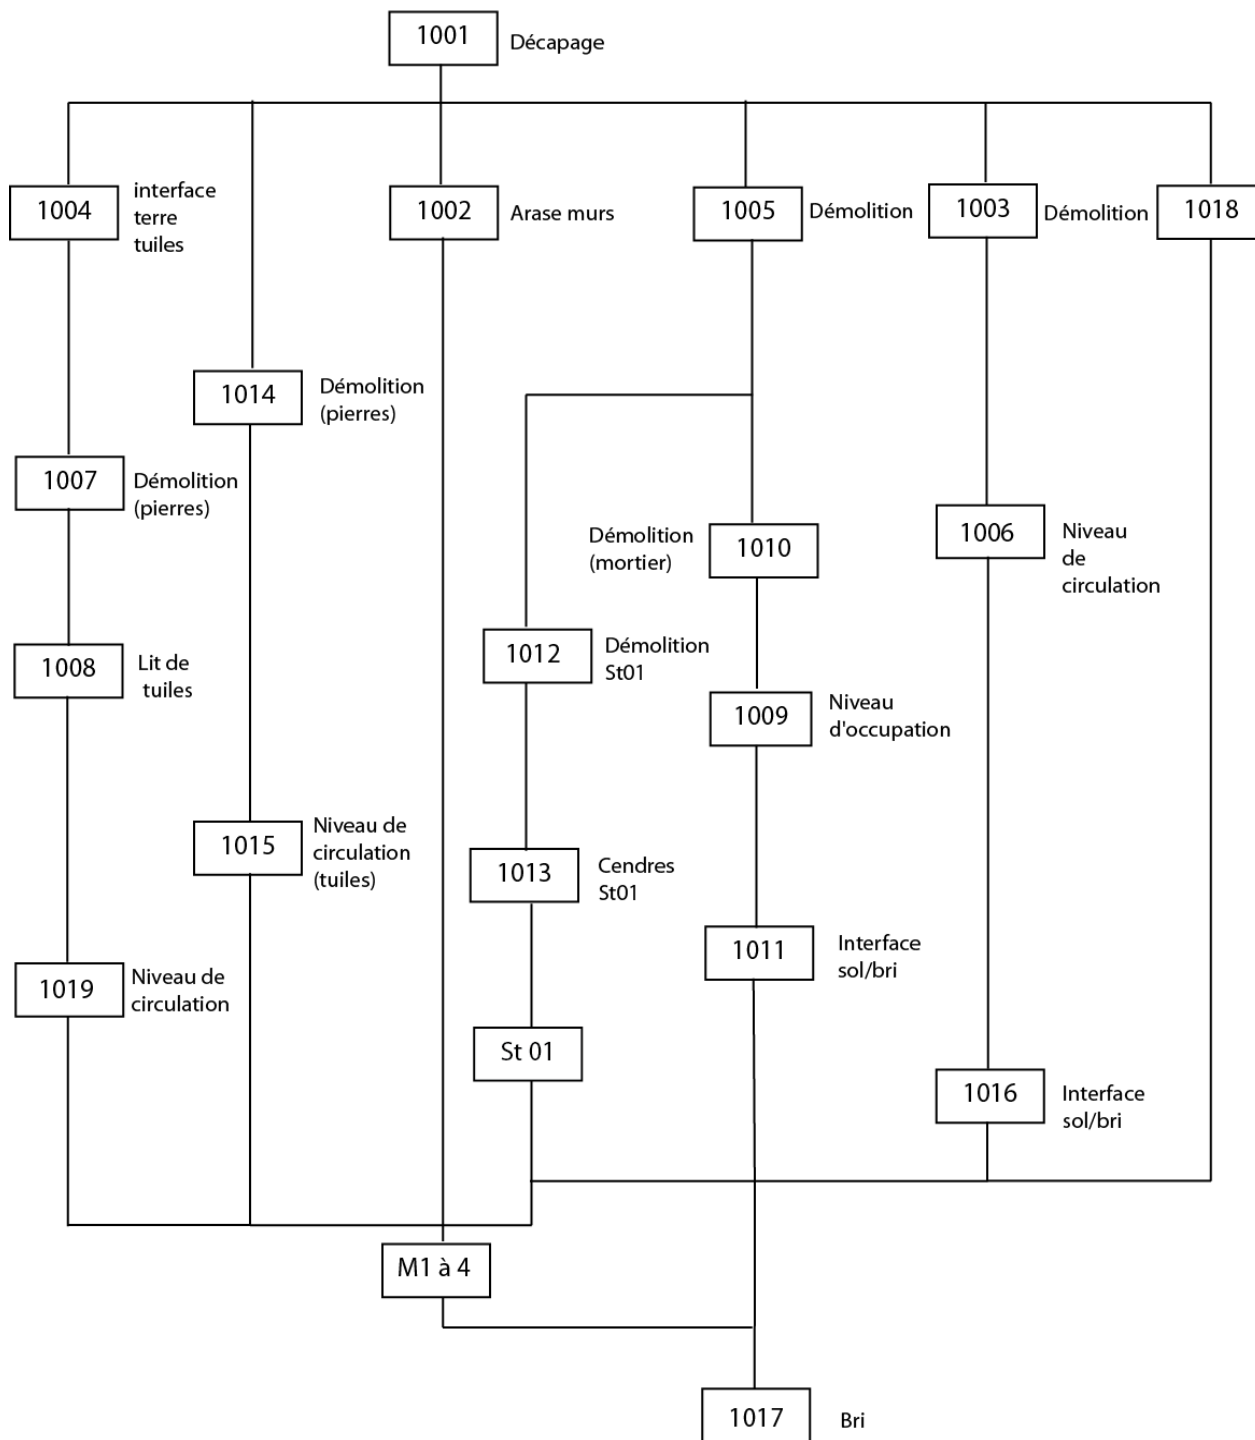 1001
Décapage
1004
interface
terre
tuiles
1002
Arase murs
1005
Démolition
1003
Démolition
1018
1014
Démolition
(pierres)
1007
Démolition
(pierres)
1010
Démolition
(mortier)
1006
Niveau
de
circulation
1008
Lit de
tuiles
1012
Démolition
St01
1009
Niveau
d'occupation
1015
Niveau de
circulation
(tuiles)
1013
Cendres
St01
1011
Interface
sol/bri
1019
Niveau de
circulation
St 01
1016
Interface
sol/bri
M1 à 4
1017
Bri